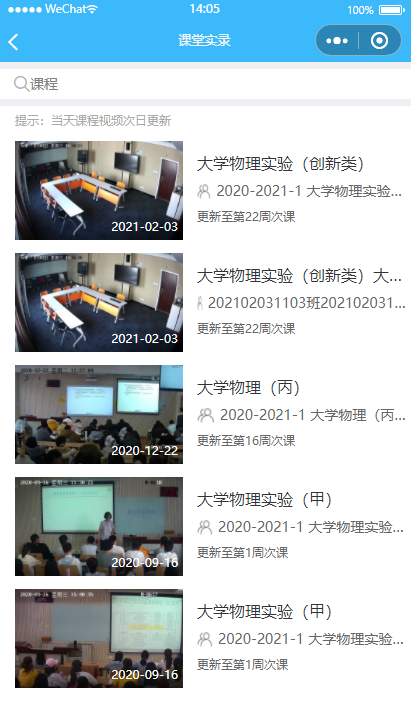 WeChat
14:05
100%
课堂实录
课程
提示：当天课程视频次日更新
大学物理实验（创新类）
2020-2021-1 大学物理实验...
更新至第22周次课
2021-02-03
大学物理实验（创新类）大...
202102031103班202102031...
更新至第22周次课
2021-02-03
大学物理（丙）
2020-2021-1 大学物理（丙...
更新至第16周次课
2020-12-22
大学物理实验（甲）
2020-2021-1 大学物理实验...
更新至第1周次课
2020-09-16
大学物理实验（甲）
2020-2021-1 大学物理实验...
更新至第1周次课
2020-09-16